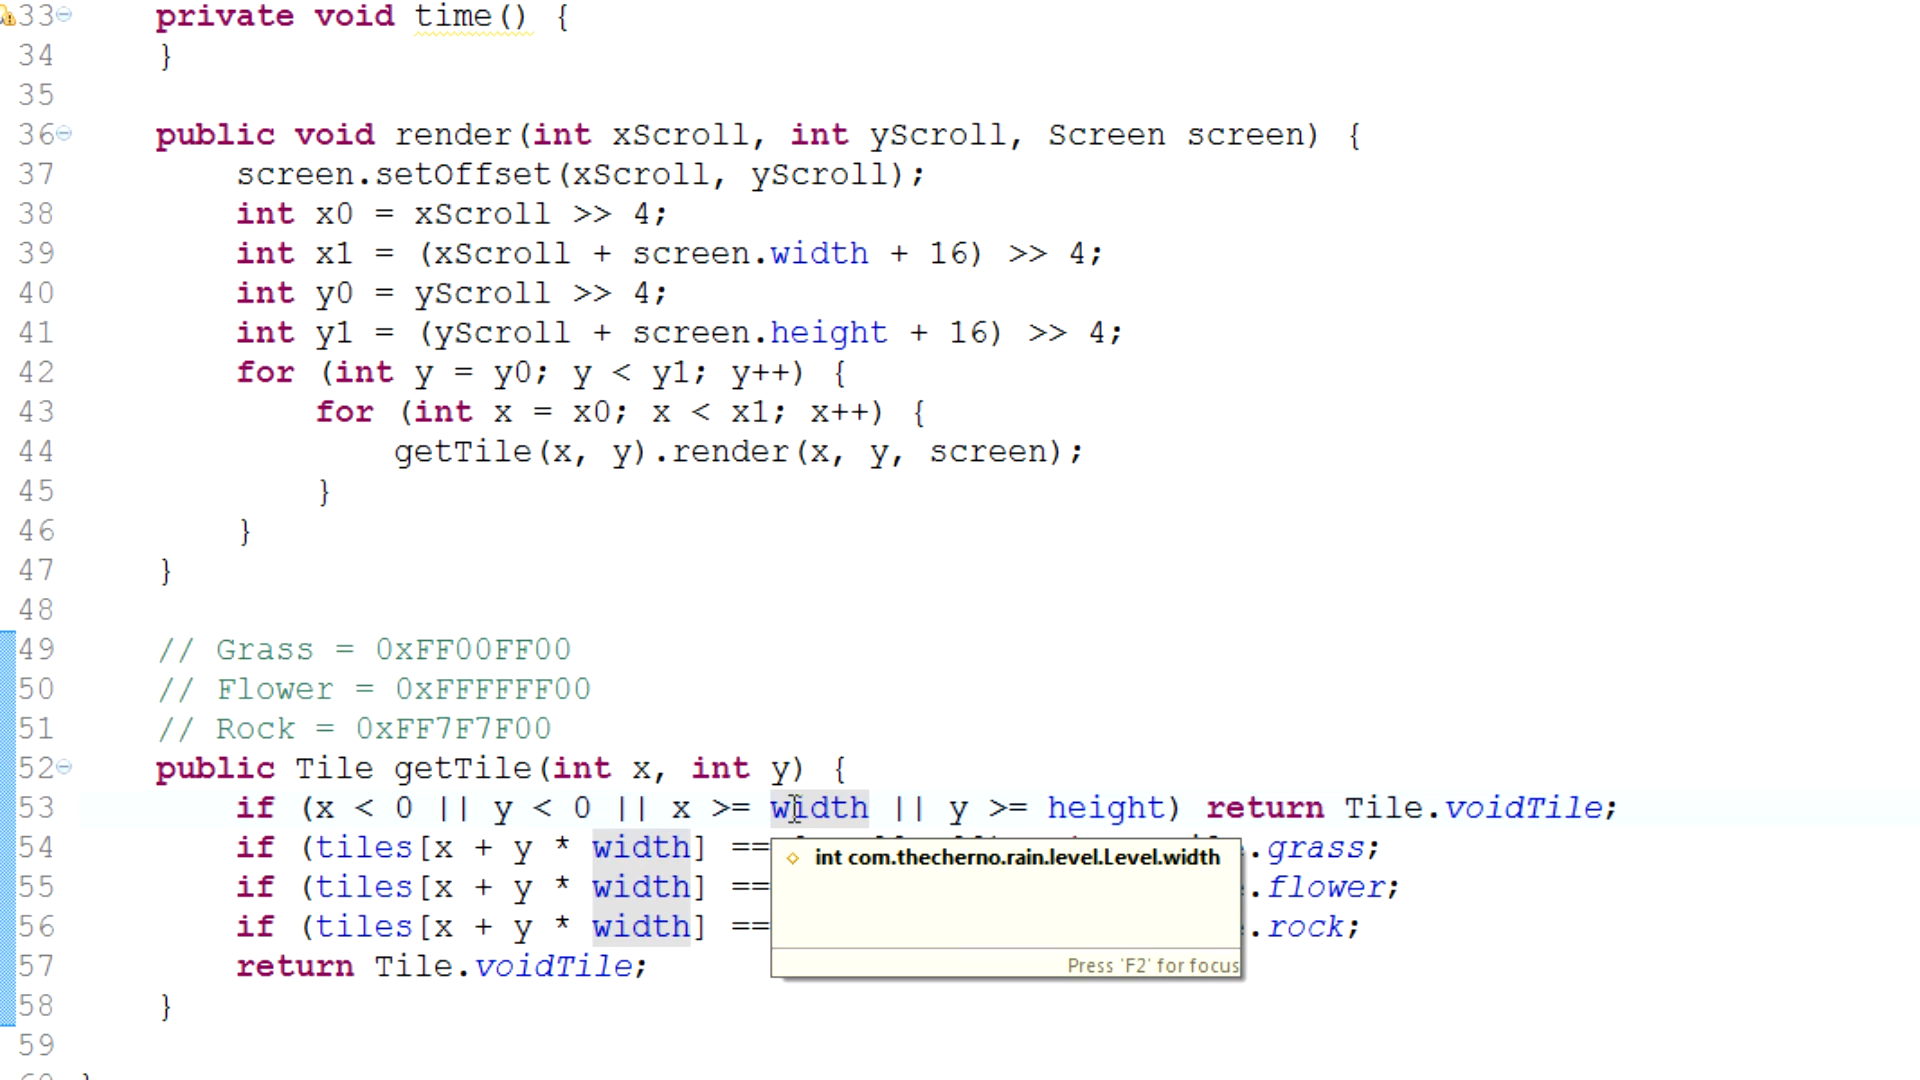 33 private void time() {
34 }
35
36 public void render(int xScroll, int yScroll, Screen screen) {
37 screen.setOffset(xScroll, yScroll);
38 int x0 = xScroll >> 4;
39 int x1 = (xScroll + screen.width + 16) >> 4;
40 int y0 = yScroll >> 4;
41 int y1 = (yScroll + screen.height + 16) >> 4;
42 for (int y = y0; y < y1; y++) {
43 for (int x = x0; x < x1; x++) {
44 getTile(x, y).render(x, y, screen);
45 }
46 }
47 }
48
49 // Grass = 0xFF00FF00
50 // Flower = 0xFFFFFF00
51 // Rock = 0xFF7F7F00
52 public Tile getTile(int x, int y) {
53 if (x < 0 || y < 0 || x >= width || y >= height) return Tile.voidTile;
54 if (tiles[x + y * width] == .grass;
int com.thecherno.rain.level.Level.width
55 if (tiles[x + y * width] == .flower;
56 if (tiles[x + y * width] == .rock;
57 return Tile.voidTile;
Press 'F2' for focus
58 }
59